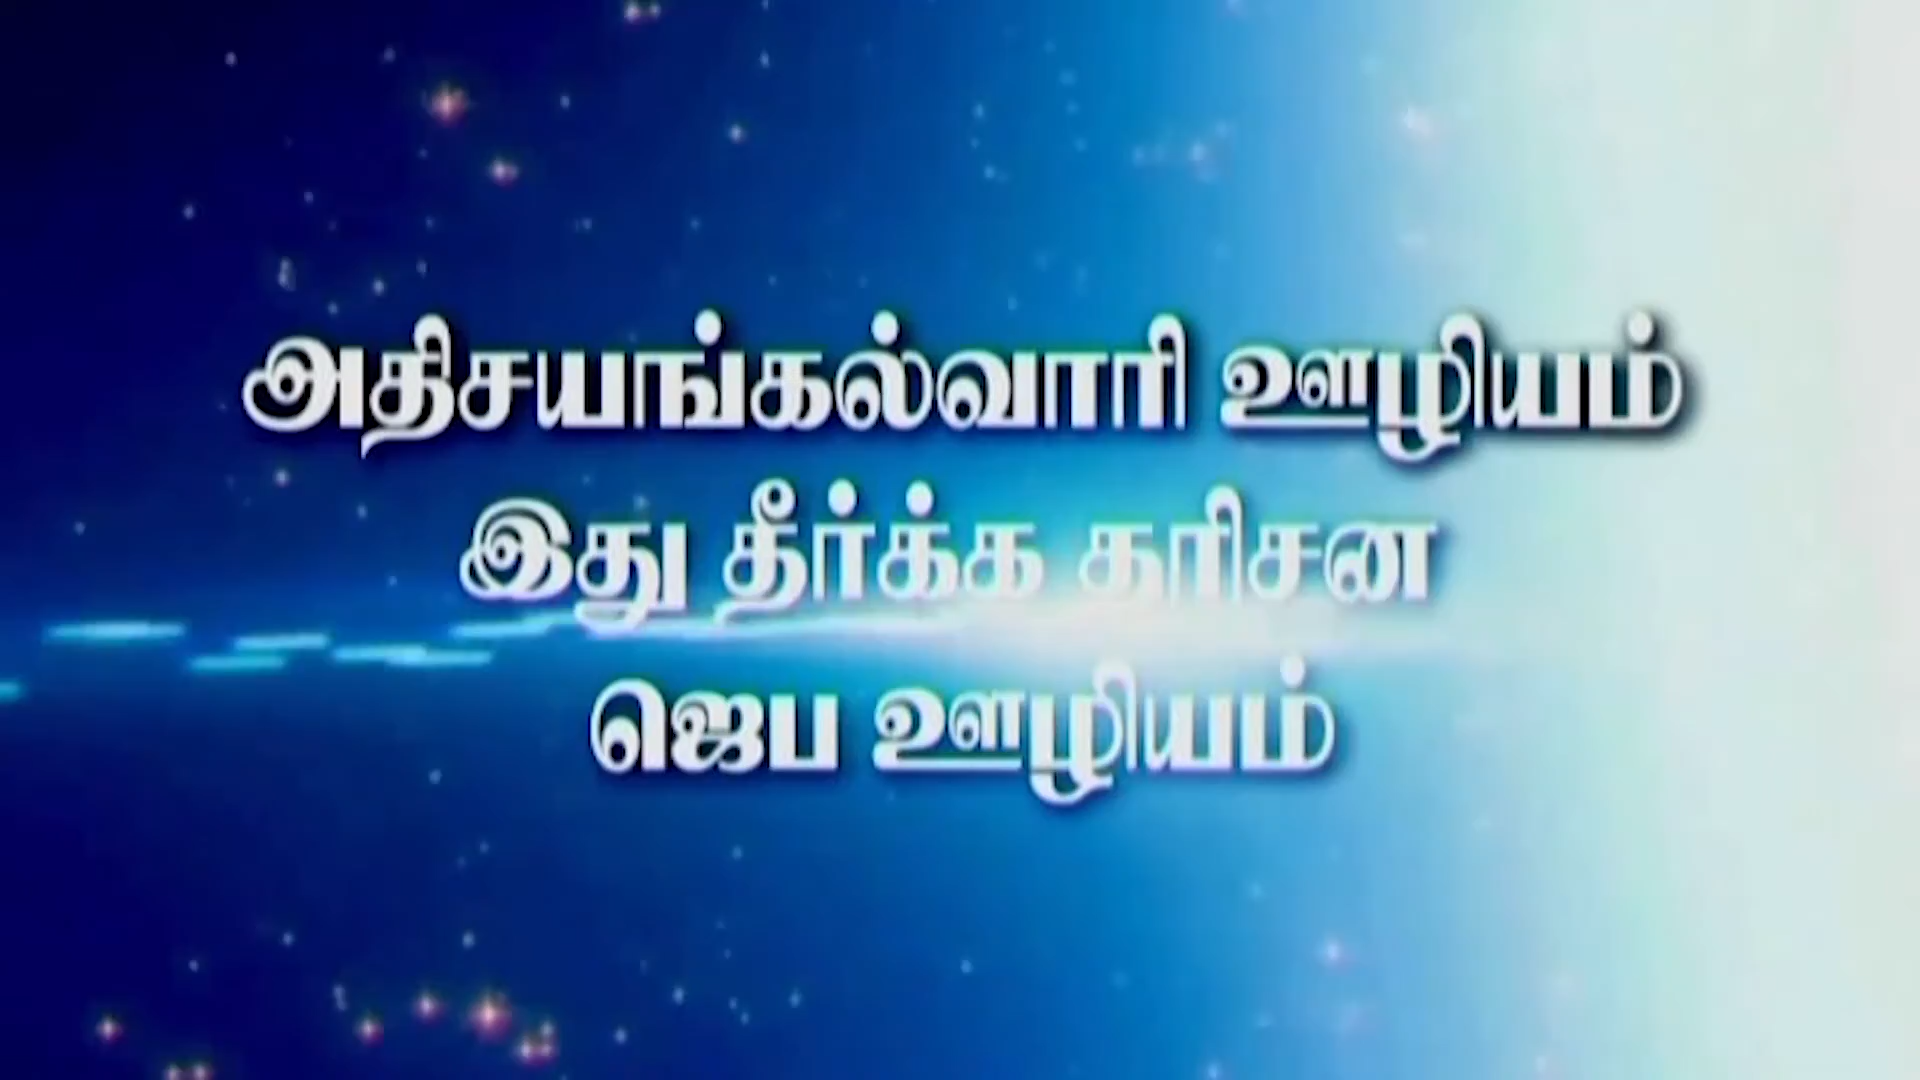 அதிசயங்கல்வாரி ஊழியம்
இது தீர்க்க தரிசன
ஜெப ஊழியம்